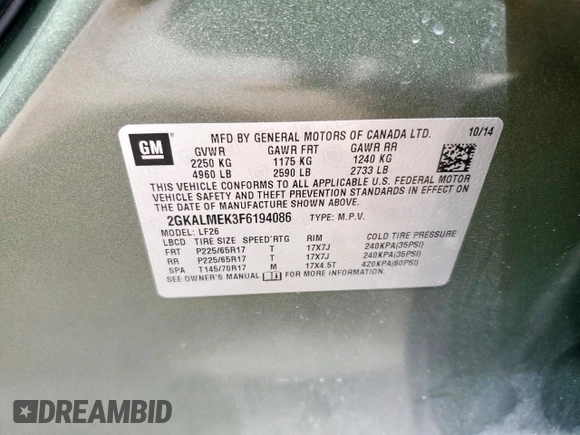 GM
MFD BY GENERAL MOTORS OF CANADA LTD. 10/14
GVWR GAWR FRT GAWR RR
2250 KG 1175 KG 1240 KG
4960 LB 2590 LB 2733 LB
THIS VEHICLE CONFORMS TO ALL APPLICABLE U.S. FEDERAL MOTOR
VEHICLE SAFETY AND THEFT PREVENTION STANDARDS IN EFFECT ON
THE DATE OF MANUFACTURE SHOWN ABOVE.
2GKALMEK3F6194086 TYPE: M.P.V.
MODEL: LF26
LBCD TIRE SIZE SPEED RTG RIM COLD TIRE PRESSURE
FRT P225/65R17 T 17X7J 240KPA(35PSI)
RR P225/65R17 T 17X7J 240KPA(35PSI)
SPA T145/70R17 M 17X4.5T 420KPA(60PSI)
SEE OWNER'S MANUAL FOR MORE INFORMATION.
DREAMBID